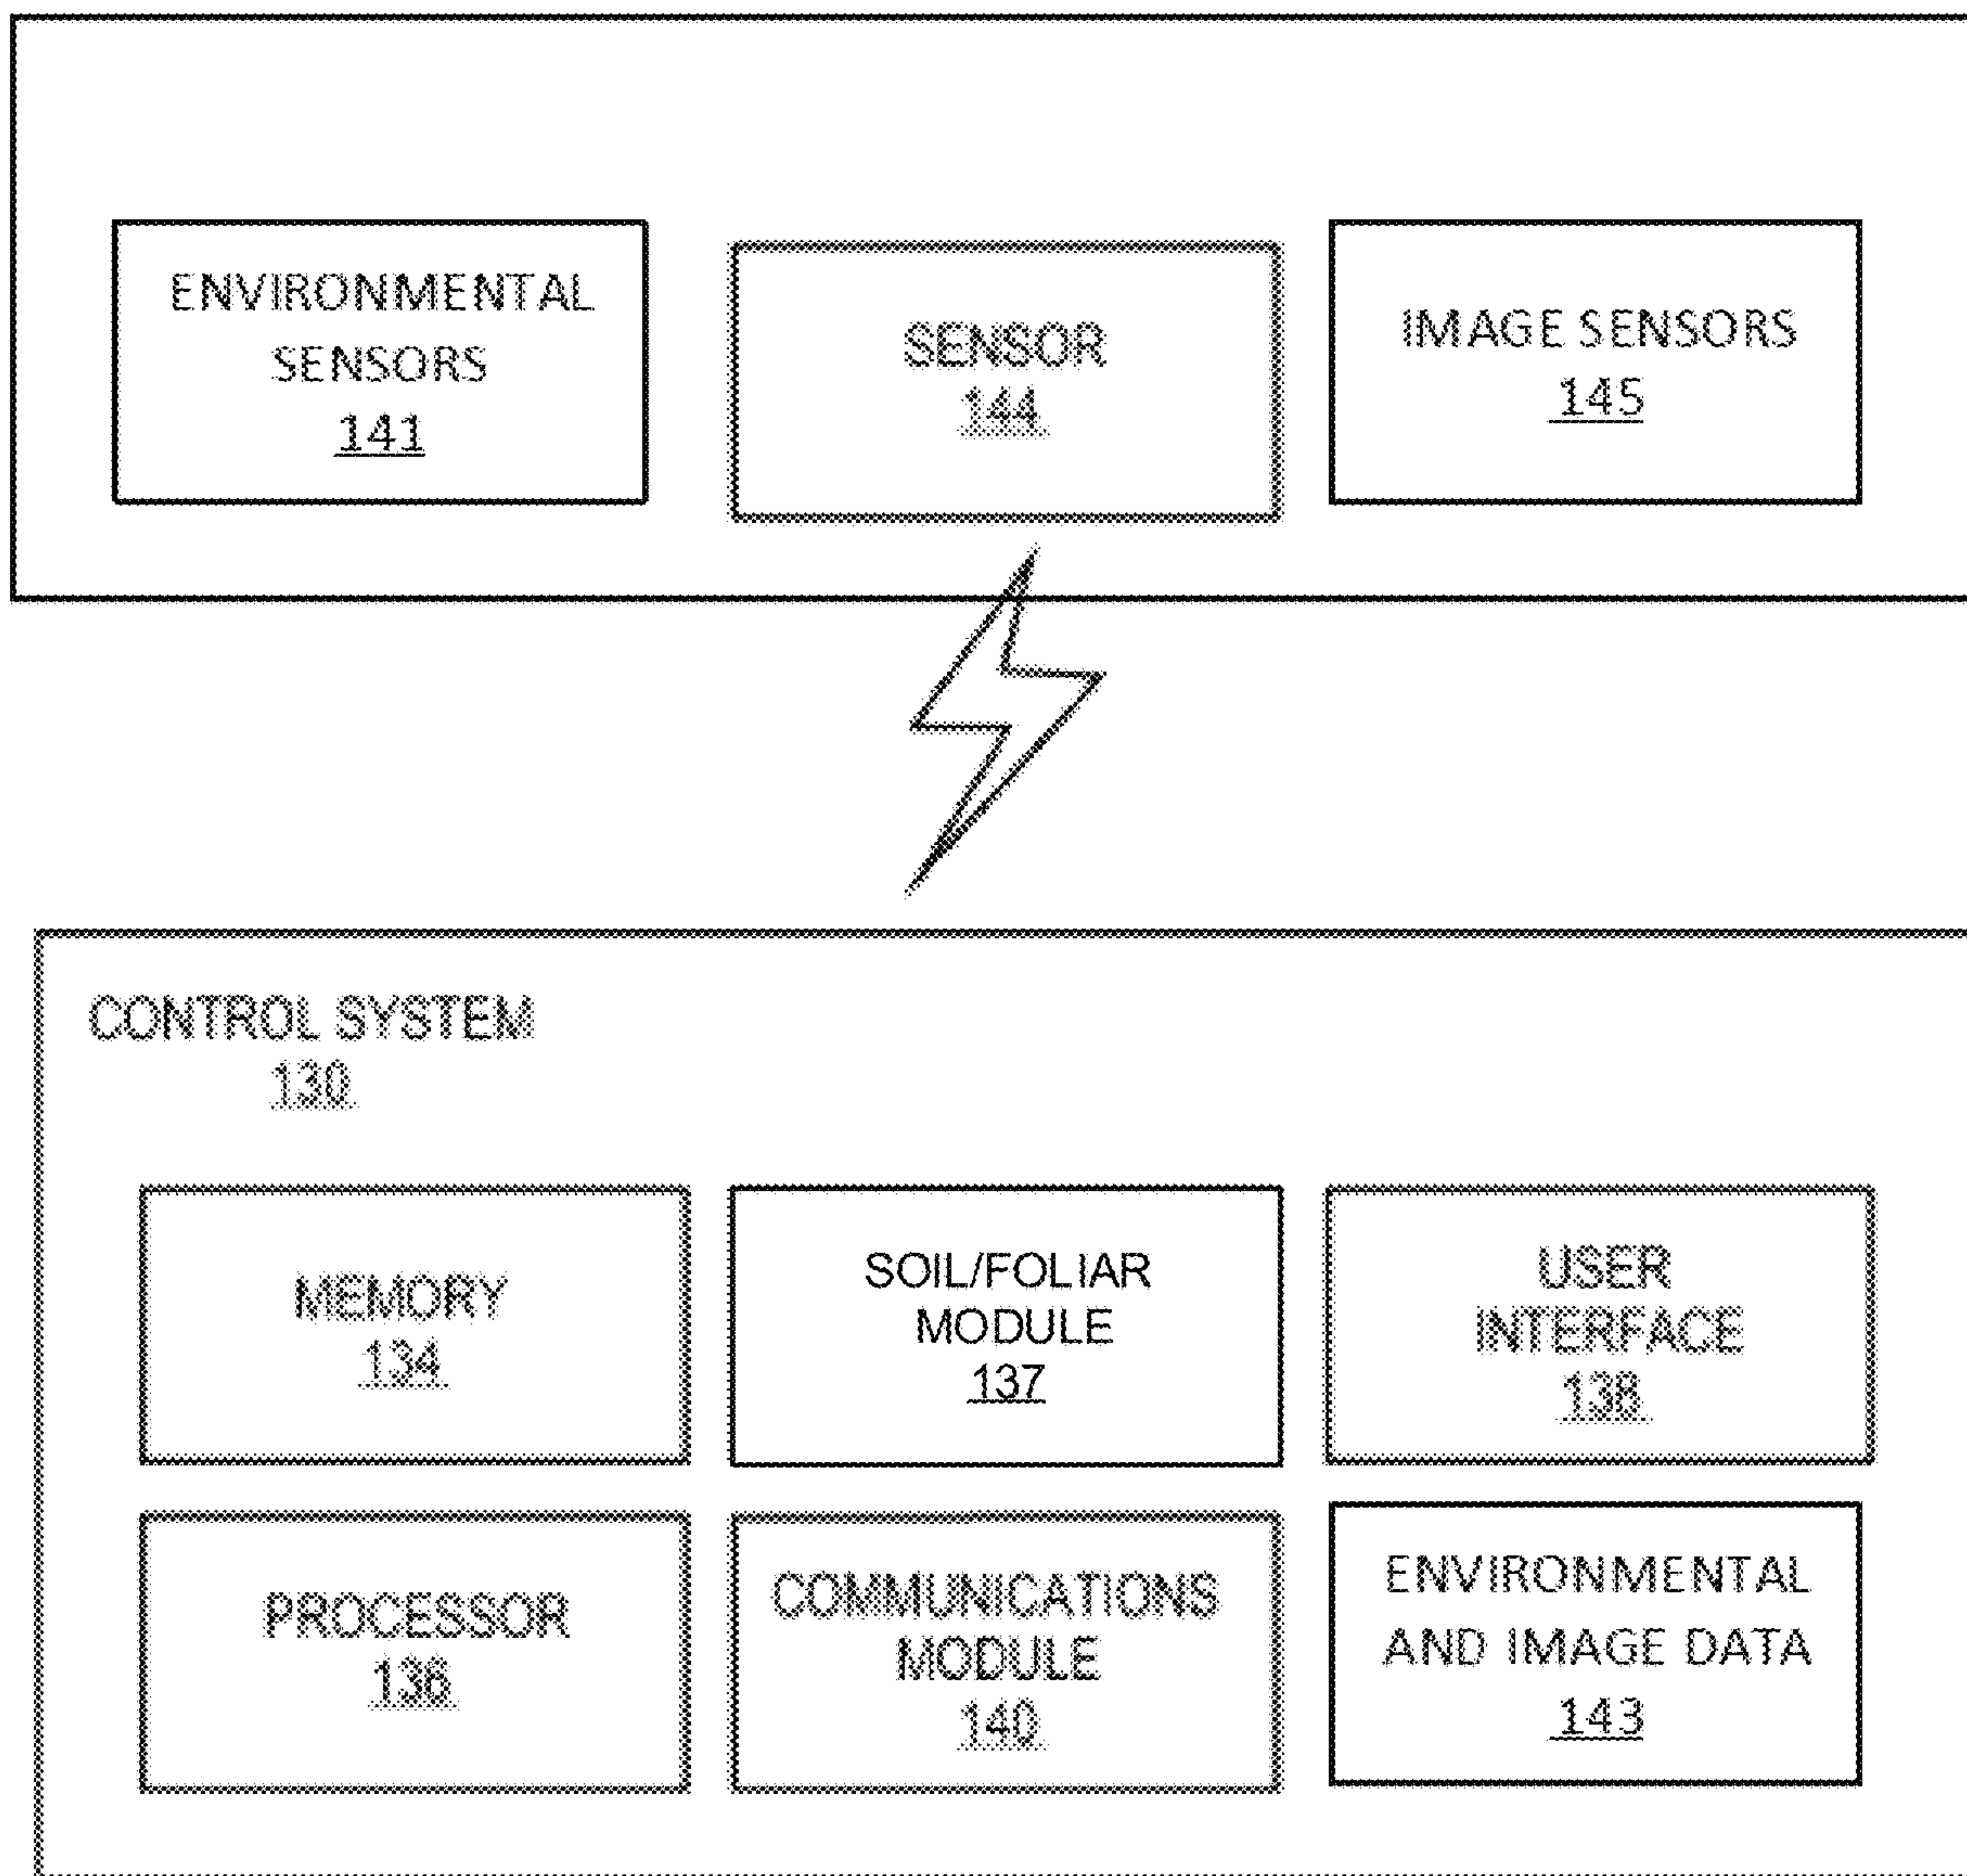 ENVIRONMENTAL
SENSORS
141
SENSOR
144
IMAGE SENSORS
145
CONTROL SYSTEM
130
MEMORY
134
SOIL/FOLIAR
MODULE
137
USER
INTERFACE
138
PROCESSOR
136
COMMUNICATIONS
MODULE
140
ENVIRONMENTAL
AND IMAGE DATA
143